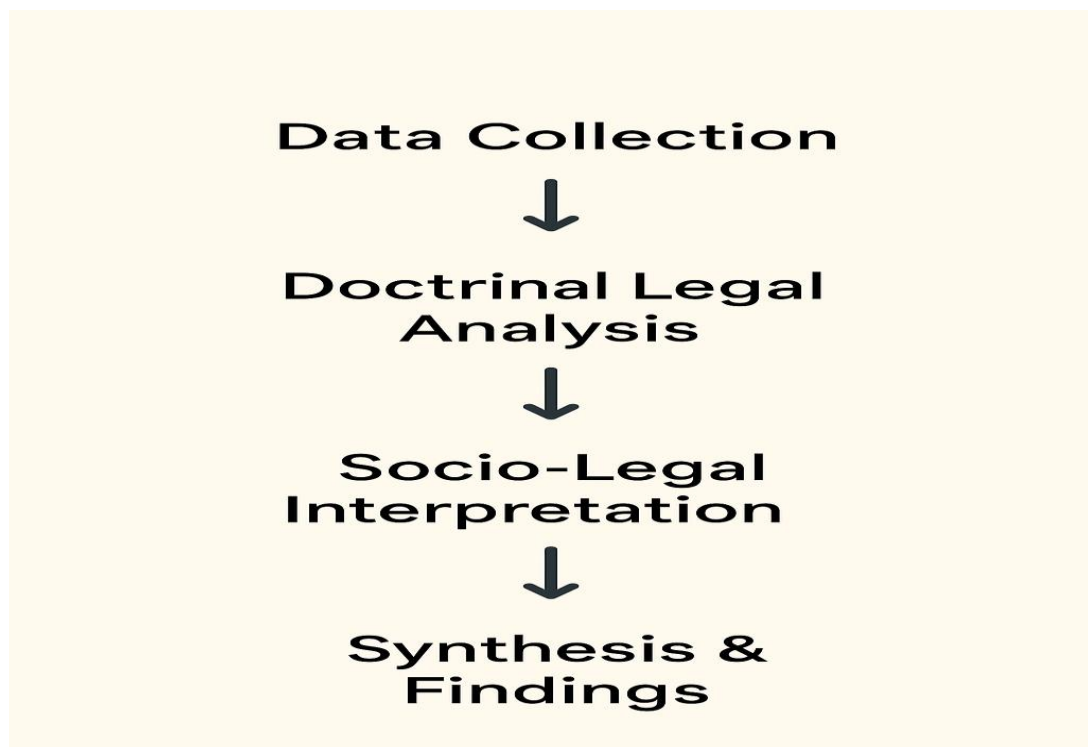 Data Collection
Doctrinal Legal
Analysis
Socio-Legal
Interpretation
Synthesis &
Findings